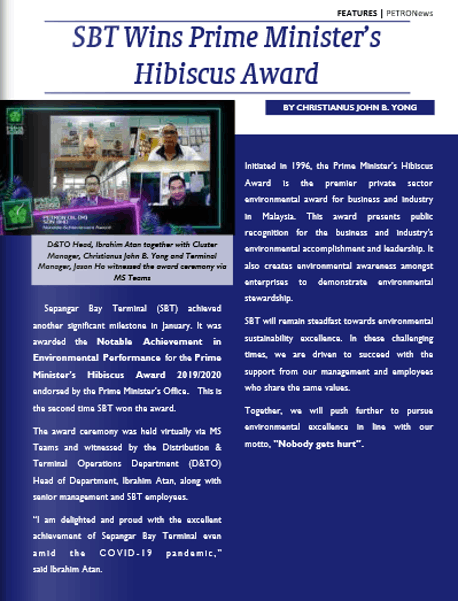 FEATURES | PETRONews
SBT Wins Prime Minister's
Hibiscus Award
BY CHRISTIANUS JOHN B. YONG
PETRON OIL (M)
SDN BHD
Notable Achievement Award
D&TO Head, Ibrahim Atan together with Cluster
Manager, Christianus John B. Yong and Terminal
Manager, Jason Ho witnessed the award ceremony via
MS Teams
Sepangar Bay Terminal (SBT) achieved
another significant milestone in January. It was
awarded the Notable Achievement in
Environmental Performance for the Prime
Minister's Hibiscus Award 2019/2020
endorsed by the Prime Minister's Office. This is
the second time SBT won the award.
The award ceremony was held virtually via MS
Teams and witnessed by the Distribution &
Terminal Operations Department (D&TO)
Head of Department, Ibrahim Atan, along with
senior management and SBT employees.
"I am delighted and proud with the excellent
achievement of Sepangar Bay Terminal even
amid the COVID-19 pandemic,"
said Ibrahim Atan.
Initiated in 1996, the Prime Minister's Hibiscus
Award is the premier private sector
environmental award for business and industry
in Malaysia. This award presents public
recognition for the business and industry's
environmental accomplishment and leadership. It
also creates environmental awareness amongst
enterprises to demonstrate environmental
stewardship.
SBT will remain steadfast towards environmental
sustainability excellence. In these challenging
times, we are driven to succeed with the
support from our management and employees
who share the same values.
Together, we will push further to pursue
environmental excellence in line with our
motto, "Nobody gets hurt".